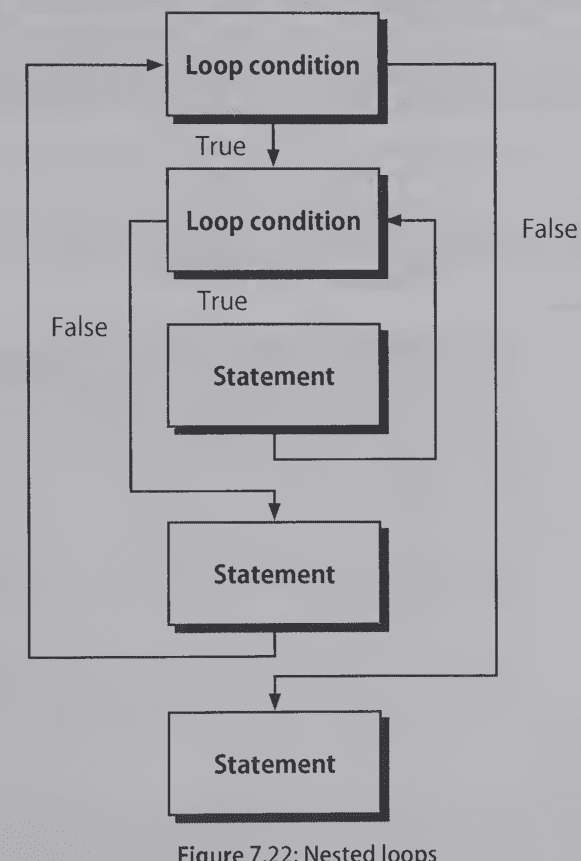 Loop condition
True
Loop condition
False
True
False
Statement
Statement
Statement
Figure 7.22: Nested loops